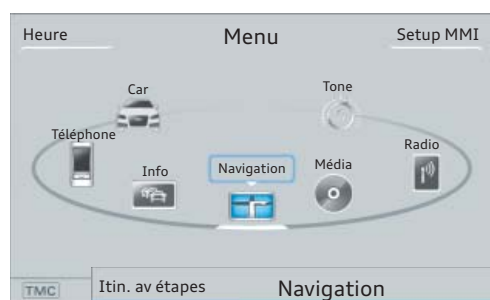 Heure Menu Setup MMI
Car Tone
Téléphone
Radio
Info Navigation Média
TMC Itin. av étapes Navigation